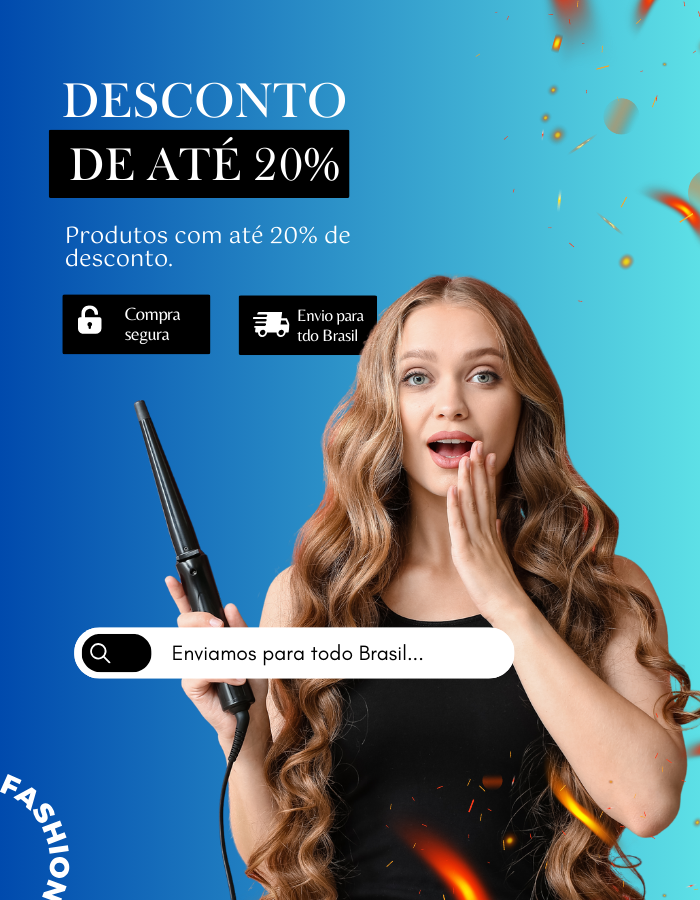 DESCONTO
DE ATÉ 20%
Produtos com até 20% de
desconto.
Compra
segura
Envio para
tdo Brasil
Enviamos para todo Brasil...
FASHION